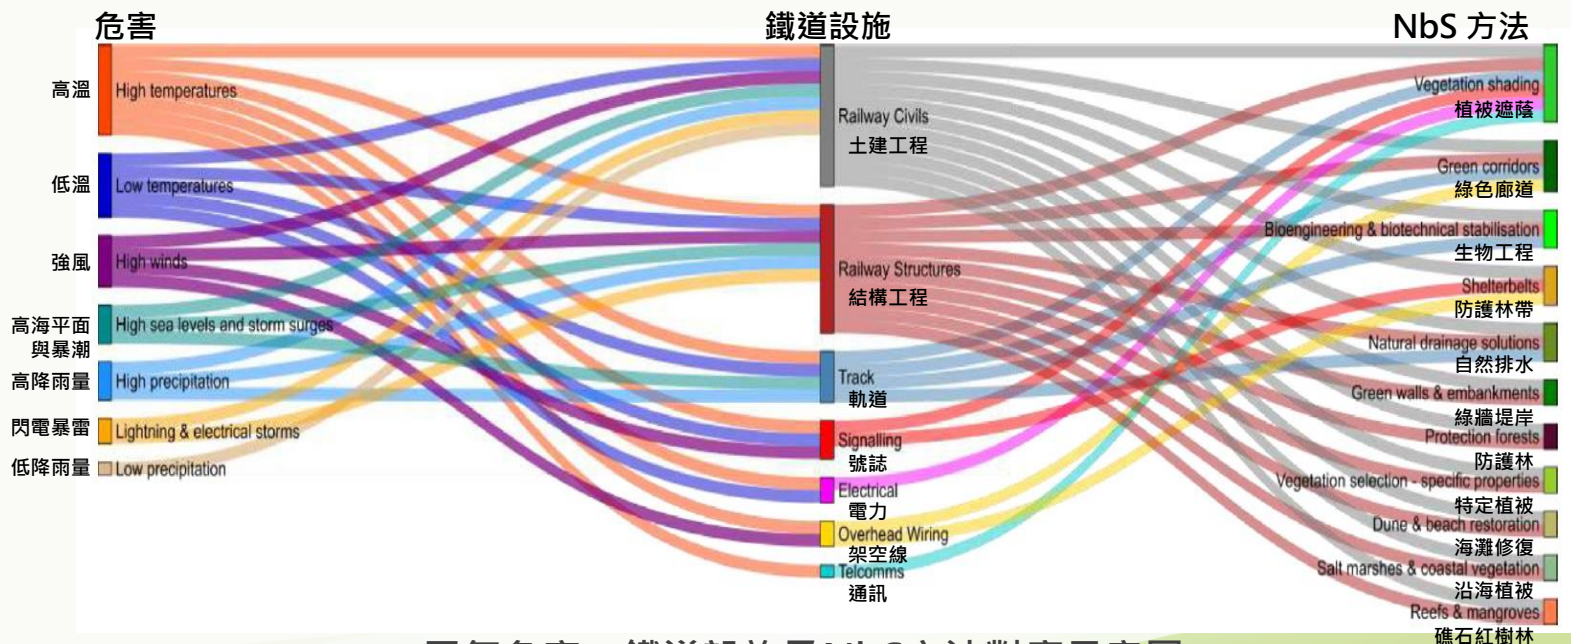 危害
鐵道設施
NbS 方法
高溫
High temperatures
低溫
Low temperatures
強風
High winds
高海平面
與暴潮
High sea levels and storm surges
高降雨量
High precipitation
閃電暴雷
Lightning & electrical storms
低降雨量
Low precipitation
Railway Civils
土建工程
Railway Structures
結構工程
Track
軌道
Signalling
號誌
Electrical
電力
Overhead Wiring
架空線
Telcomms
通訊
Vegetation shading
植被遮蔭
Green corridors
綠色廊道
Bioengineering & biotechnical stabilisation
生物工程
Shelterbelts
防護林帶
Natural drainage solutions
自然排水
Green walls & embankments
綠牆堤岸
Protection forests
防護林
Vegetation selection - specific properties
特定植被
Dune & beach restoration
海灘修復
Salt marshes & coastal vegetation
沿海植被
Reefs & mangroves
礁石紅樹林